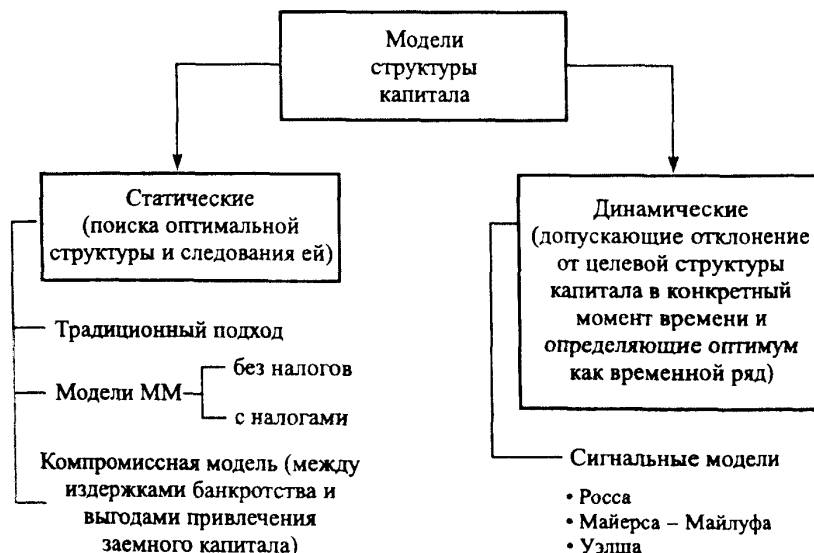 Модели
структуры
капитала
Статические
(поиска оптимальной
структуры и следования ей)
Традиционный подход
Модели ММ
без налогов
с налогами
Компромиссная модель (между
издержками банкротства и
выгодами привлечения
заемного капитала)
Динамические
(допускающие отклонение
от целевой структуры
капитала в конкретный
момент времени и
определяющие оптимум
как временной ряд)
Сигнальные модели
• Росса
• Майерса – Майлуфа
• Уэлша